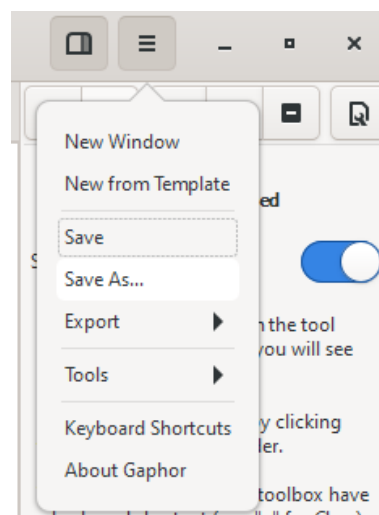 New Window
New from Template
ed
Save
Save As...
Export
the tool
you will see
Tools
Keyboard Shortcuts
y clicking
der.
About Gaphor
toolbox have